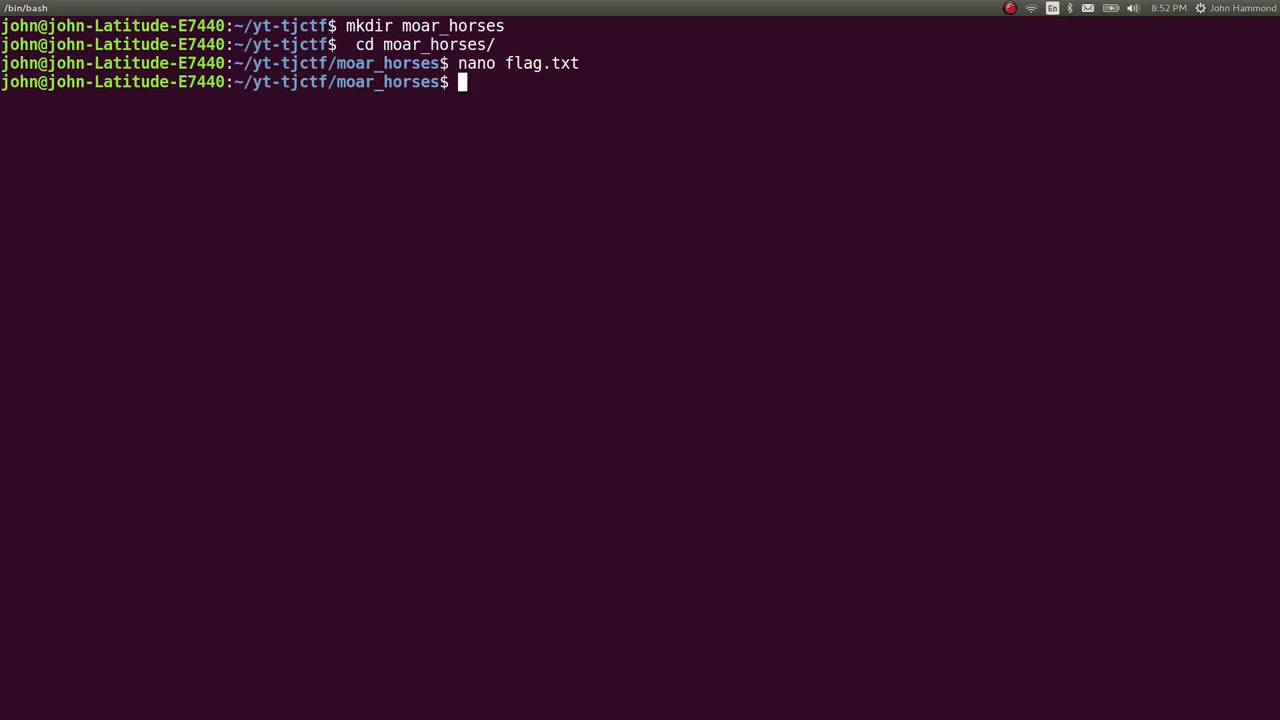 /bin/bash
En
8:52 PM
John Hammond
john@john-Latitude-E7440:~/yt-tjctf$ mkdir moar_horses
john@john-Latitude-E7440:~/yt-tjctf$  cd moar_horses/
john@john-Latitude-E7440:~/yt-tjctf/moar_horses$ nano flag.txt
john@john-Latitude-E7440:~/yt-tjctf/moar_horses$